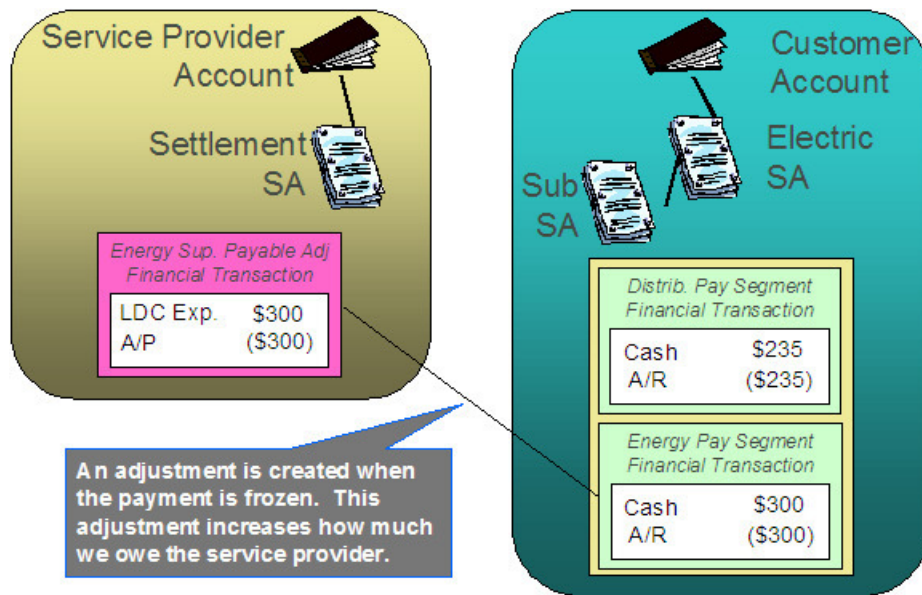 Service Provider
Account
Settlement
SA
Energy Sup. Payable Adj
Financial Transaction
LDC Exp. $300
A/P ($300)
An adjustment is created when
the payment is frozen. This
adjustment increases how much
we owe the service provider.
Customer
Account
Electric
SA
Sub
SA
Distrib. Pay Segment
Financial Transaction
Cash $235
A/R ($235)
Energy Pay Segment
Financial Transaction
Cash $300
A/R ($300)